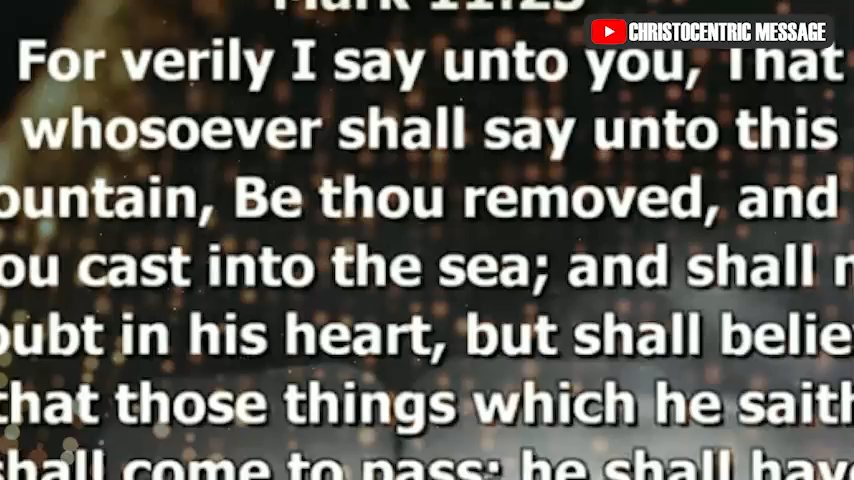 Mark 11:23
CHRISTOCENTRIC MESSAGE
For verily I say unto you, That
whosoever shall say unto this
ountain, Be thou removed, and
ou cast into the sea; and shall
oubt in his heart, but shall believ
that those things which he saith
shall come to pass; he shall have